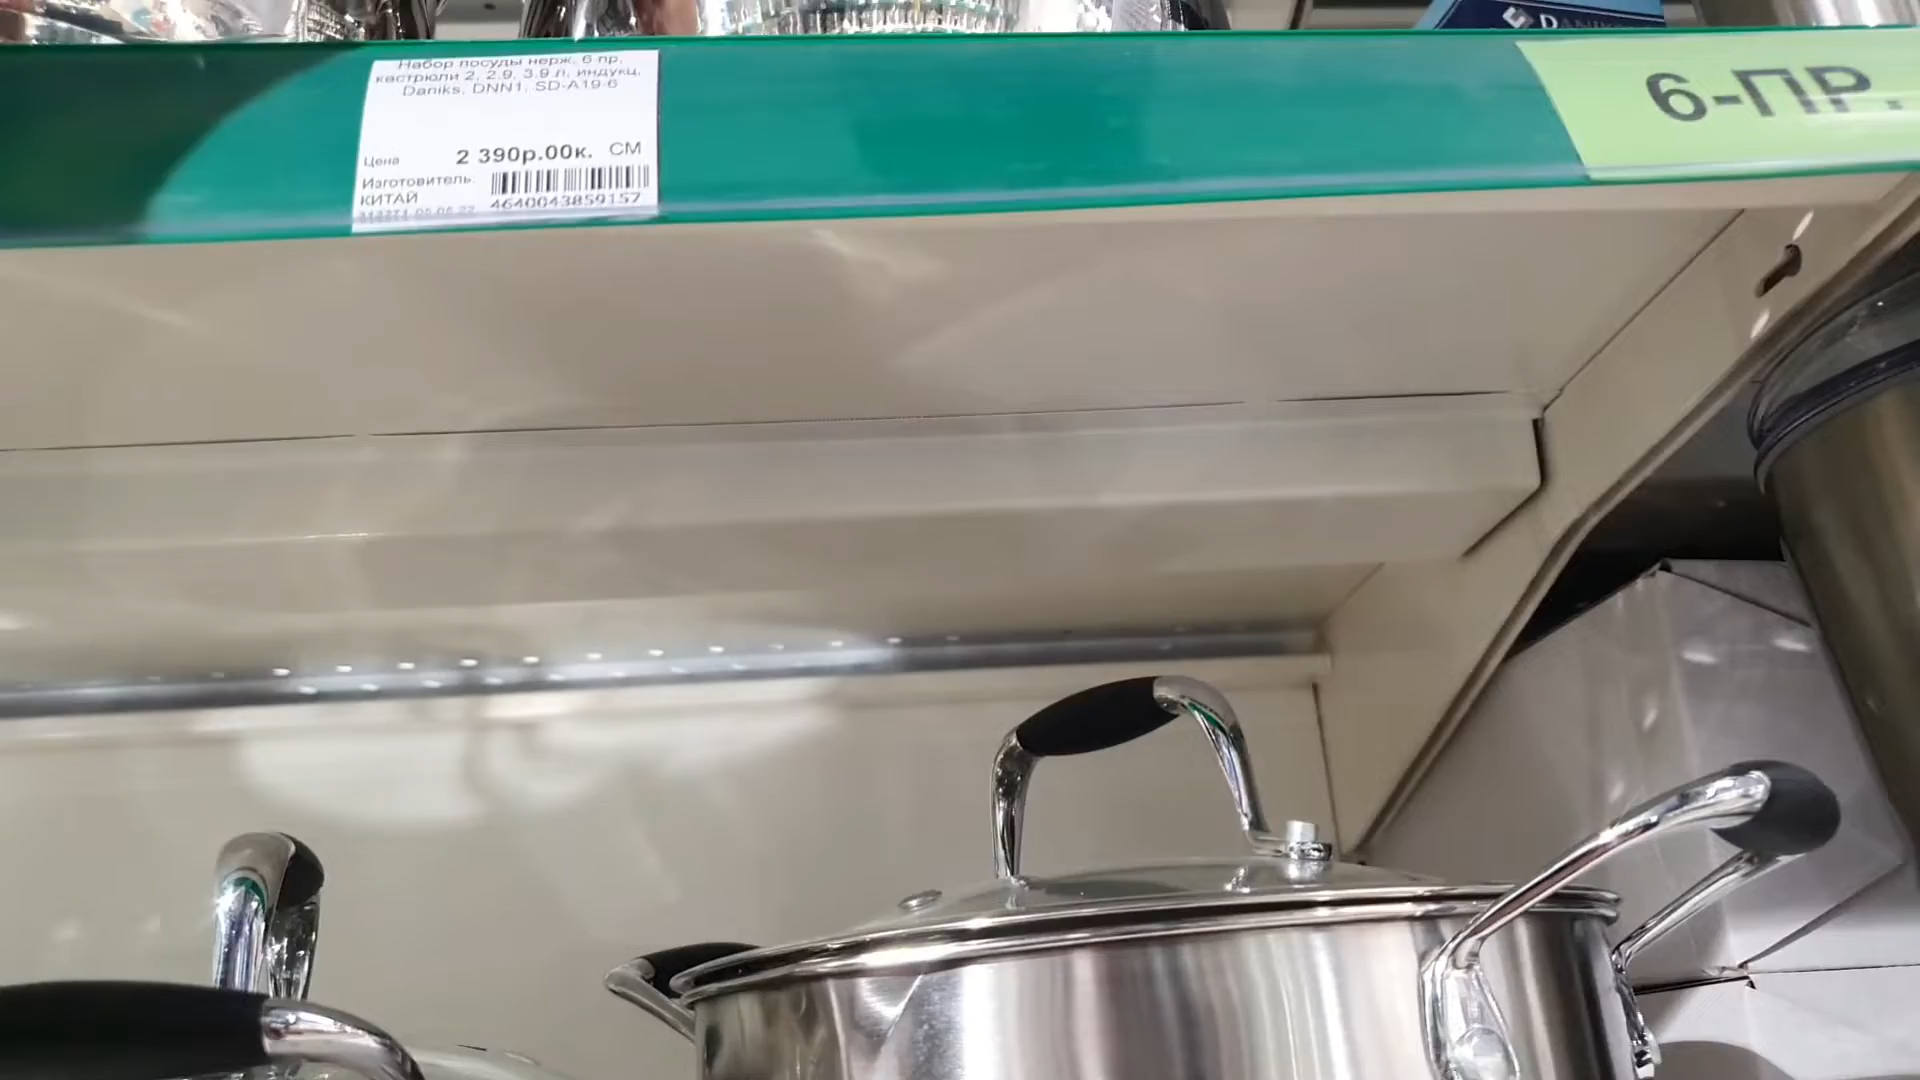 Набор посуды нерж. 6 пр.
кастрюли 2, 2.9, 3.9 л, индукц.
Daniks, DNN1, SD-A19-6
Цена 2 390р.00к. СМ
Изготовитель:
КИТАЙ
4640043859157
6-ПР.